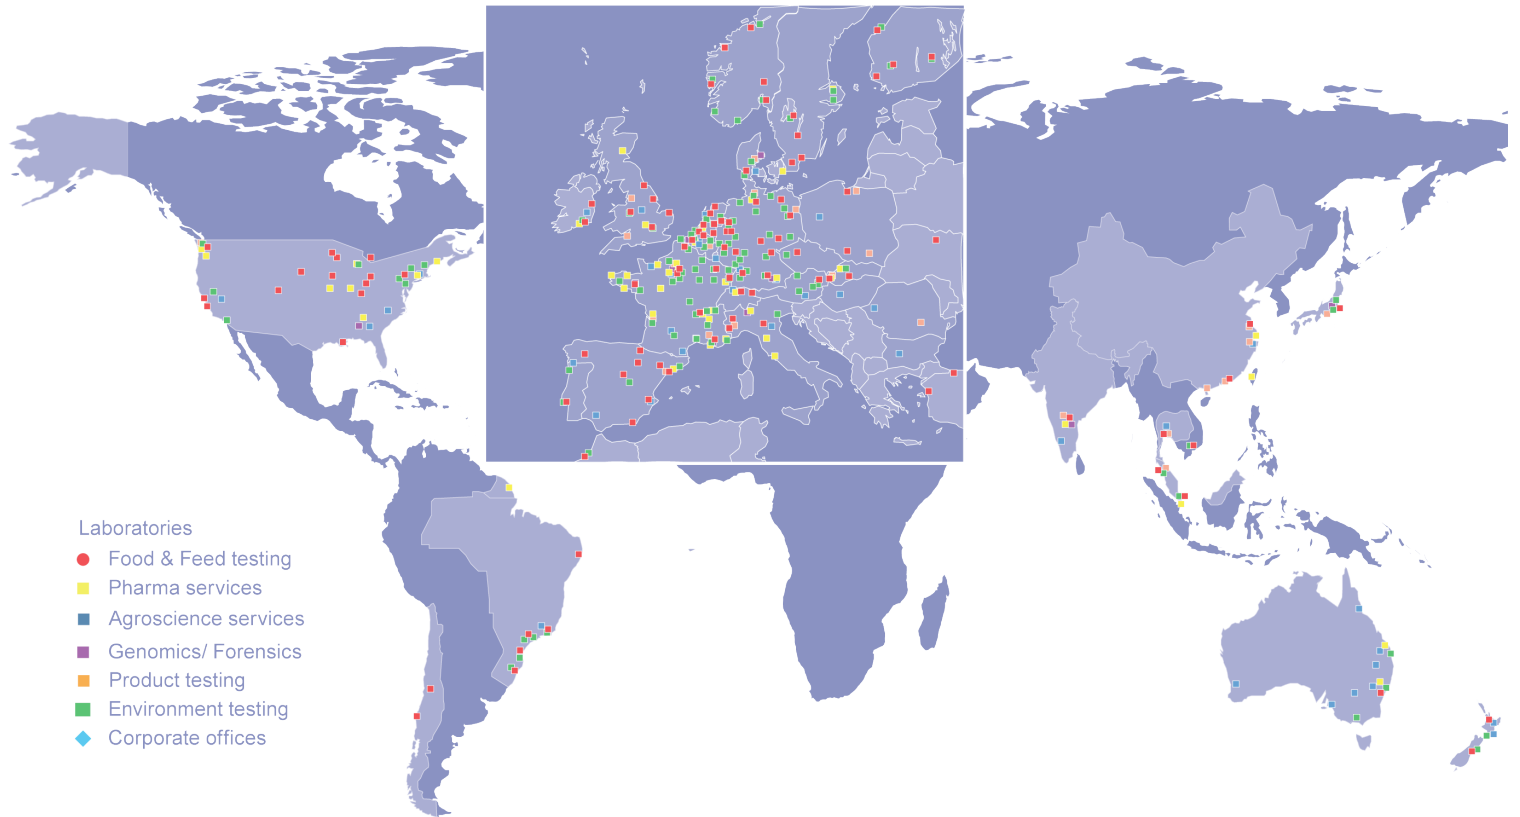 Laboratories
Food & Feed testing
Pharma services
Agroscience services
Genomics/ Forensics
Product testing
Environment testing
Corporate offices